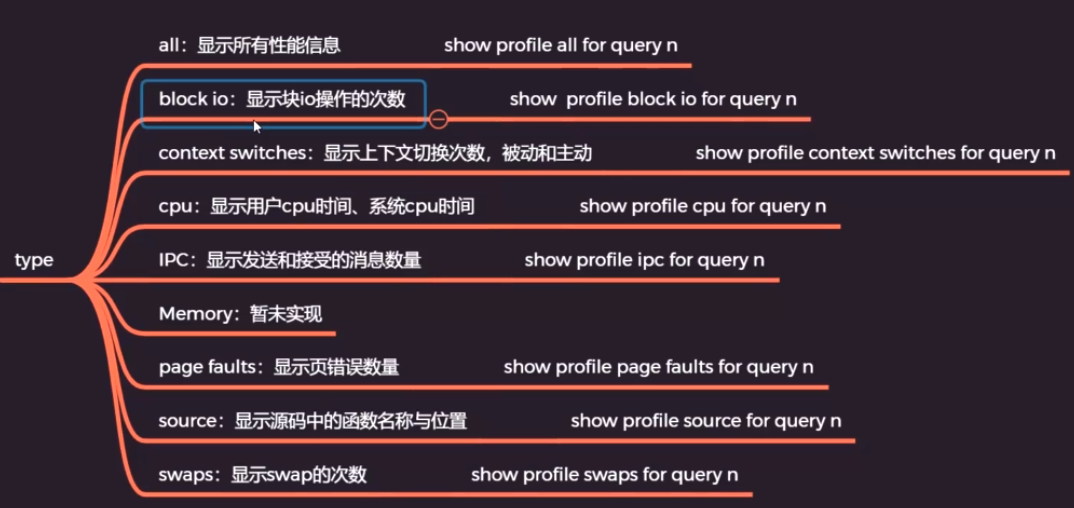 all：显示所有性能信息 show profile all for query n
block io：显示块io操作的次数 show profile block io for query n
context switches：显示上下文切换次数，被动和主动 show profile context switches for query n
cpu：显示用户cpu时间、系统cpu时间 show profile cpu for query n
type
IPC：显示发送和接受的消息数量 show profile ipc for query n
Memory：暂未实现
page faults：显示页错误数量 show profile page faults for query n
source：显示源码中的函数名称与位置 show profile source for query n
swaps：显示swap的次数 show profile swaps for query n